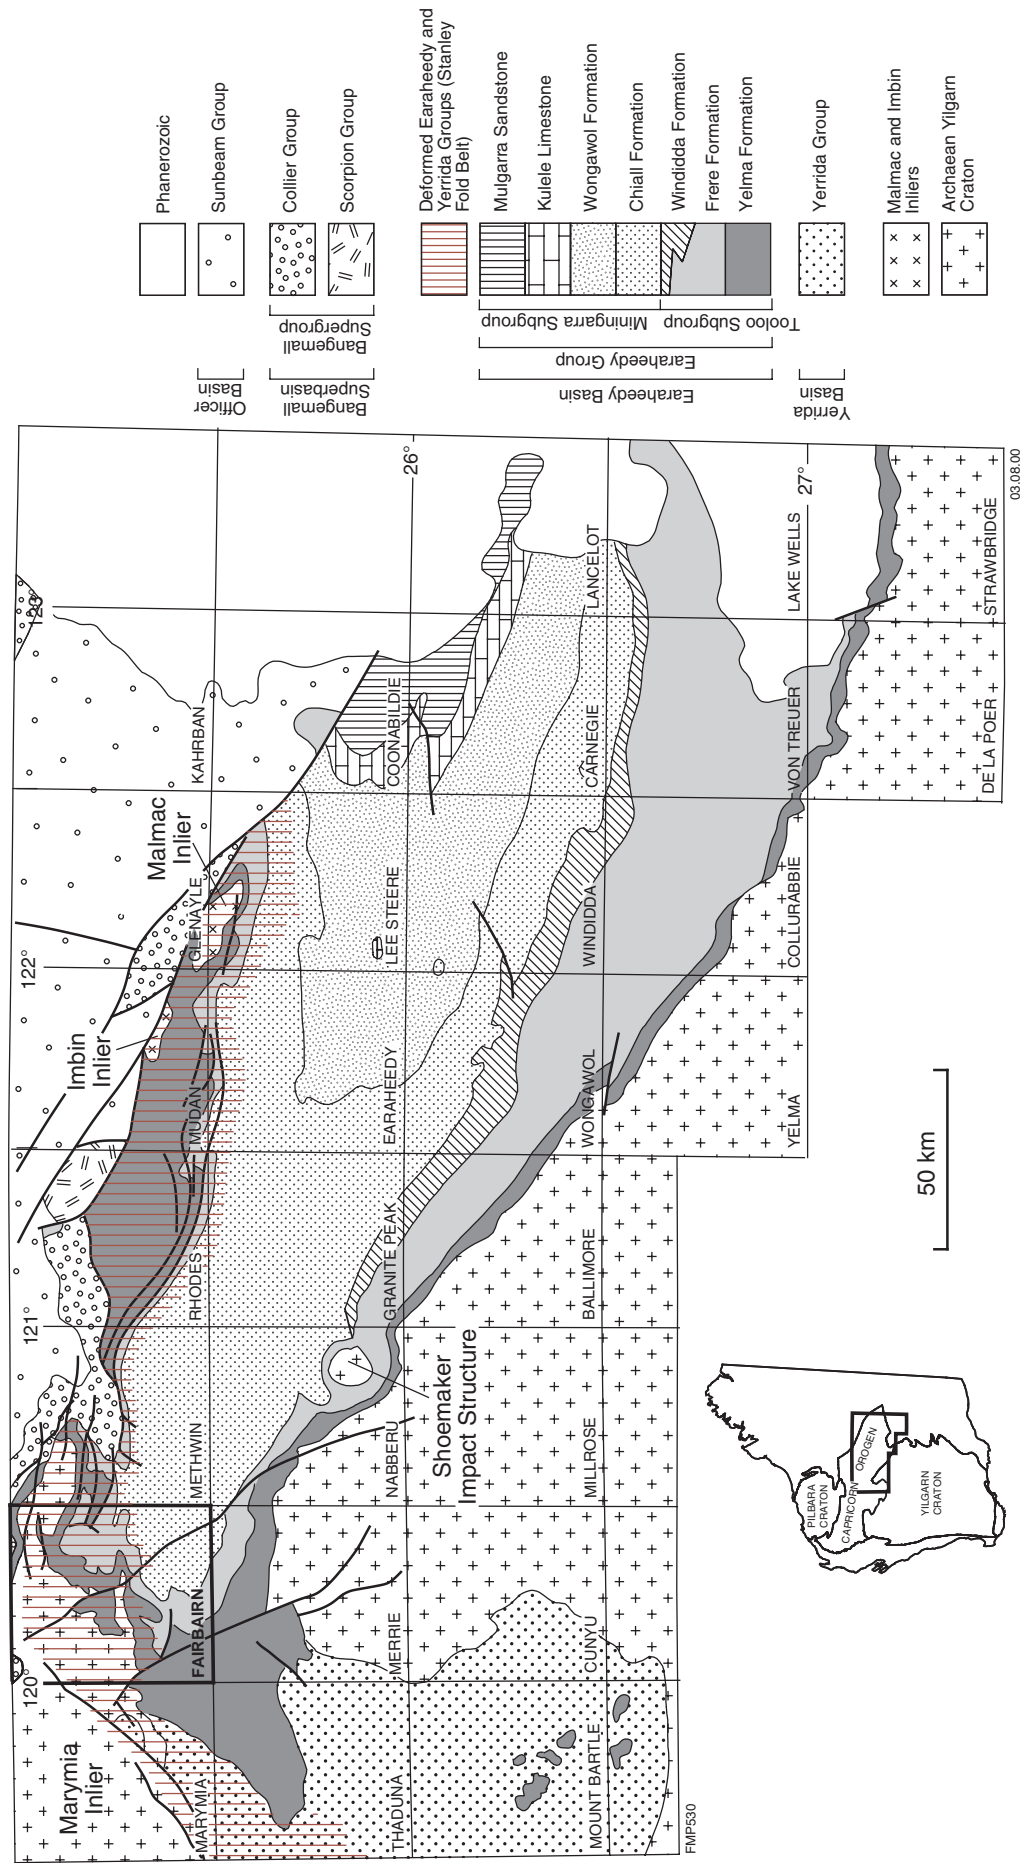 Phanerozoic
Sunbeam Group
Collier Group
Scorpion Group
Deformed Earaheedy and
Yerrida Groups (Stanley
Fold Belt)
Mulgarra Sandstone
Kulele Limestone
Wongawol Formation
Chiall Formation
Windidda Formation
Frere Formation
Yelma Formation
Yerrida Group
Malmac and Imbin
Inliers
Archaean Yilgarn
Craton
Bangemall
Supergroup
Miningarra Subgroup
Tooloo Subgroup
Earaheedy Group
Officer
Basin
Bangemall
Superbasin
Earaheedy Basin
Yerrida
Basin
120°
121°
122°
123°
26°
27°
Marymia
Inlier
Imbin
Inlier
Malmac
Inlier
Shoemaker
Impact Structure
MARYMIA
FAIRBAIRN
METHWIN
RHODES
MUDAN
GLENAYLE
KAHRBAN
THADUNA
MERRIE
NABBERU
GRANITE PEAK
EARAHEEDY
LEE STEERE
COONABILDIE
MOUNT BARTLE
CUNYU
MILLROSE
BALLIMORE
WONGAWOL
WINDIDDA
CARNEGIE
LANCELOT
YELMA
COLLURABBIE
VON TREUER
LAKE WELLS
DE LA POER
STRAWBRIDGE
50 km
PILBARA
CRATON
CAPRICORN
OROGEN
YILGARN
CRATON
FMP530
03.08.00